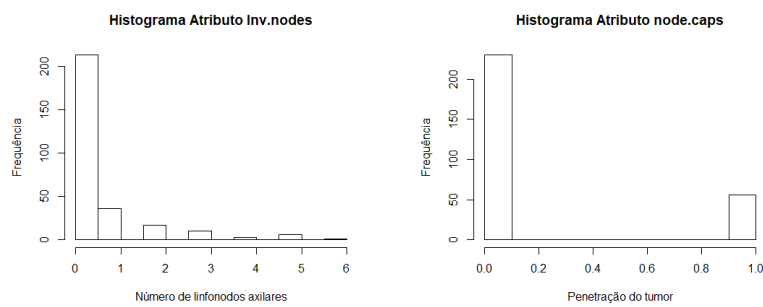 Histograma Atributo Inv.nodes
Frequência
200
150
100
50
0
0 1 2 3 4 5 6
Número de linfonodos axilares
Histograma Atributo node.caps
Frequência
200
150
100
50
0
0.0 0.2 0.4 0.6 0.8 1.0
Penetração do tumor